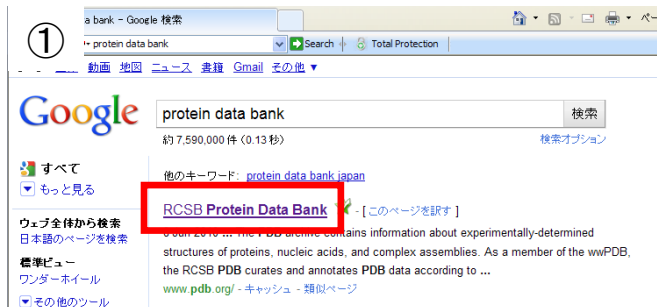 ①
a bank - Google 検索
ページ
protein data bank
Search
Total Protection
動画 地図 ニュース 書籍 Gmail その他 ▼
Google
protein data bank
検索
約 7,590,000 件 (0.13 秒)
検索オプション
すべて
もっと見る
他のキーワード: protein data bank japan
RCSB Protein Data Bank - [ このページを訳す ]
ウェブ全体から検索
日本語のページを検索
標準ビュー
ワンダーホイール
その他のツール
2010 ... The PDB archive contains information about experimentally-determined
structures of proteins, nucleic acids, and complex assemblies. As a member of the wwPDB,
the RCSB PDB curates and annotates PDB data according to ...
www.pdb.org/ - キャッシュ - 類似ページ